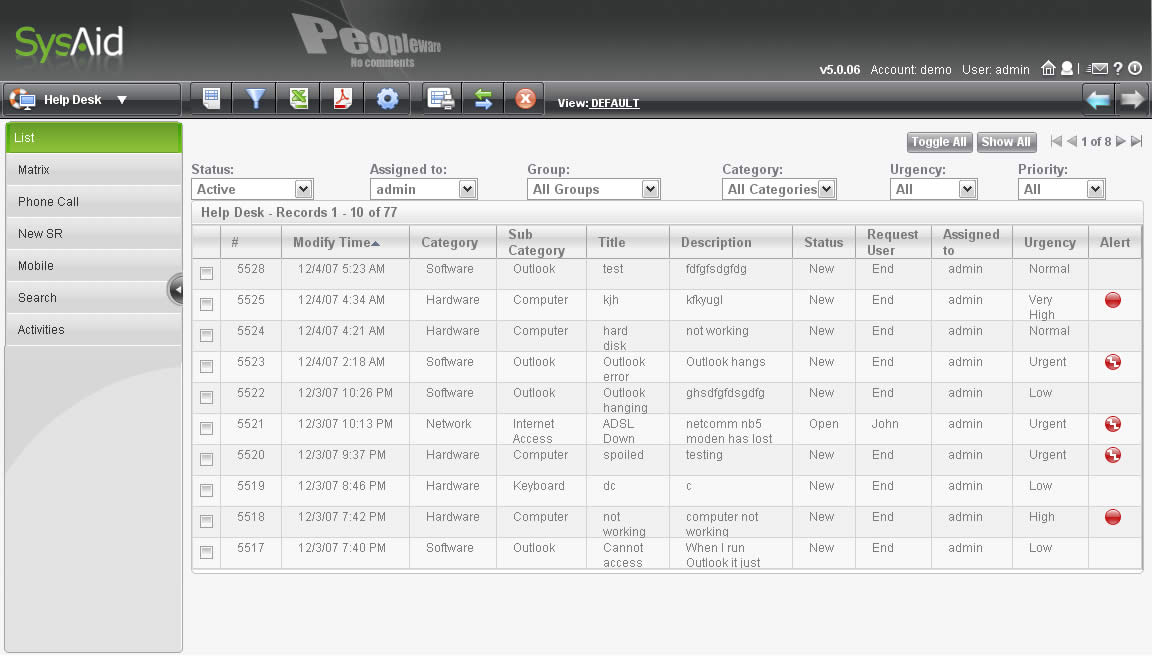 SysAid
Peopleware
No comments
v5.0.06 Account: demo User: admin
Help Desk
View: DEFAULT
List
Matrix
Phone Call
New SR
Mobile
Search
Activities
Toggle All Show All 1 of 8
Status: Assigned to: Group: Category: Urgency: Priority:
Active admin All Groups All Categories All All
Help Desk - Records 1 - 10 of 77
# Modify Time Category Sub Category Title Description Status Request User Assigned to Urgency Alert
5528 12/4/07 5:23 AM Software Outlook test fdfgfsdgfdg New End admin Normal
5525 12/4/07 4:34 AM Hardware Computer kjh kfkyugl New End admin Very
High
5524 12/4/07 4:21 AM Hardware Computer hard not working New End admin Normal
disk
5523 12/4/07 2:18 AM Software Outlook Outlook Outlook hangs New End admin Urgent
error
5522 12/3/07 10:26 PM Software Outlook Outlook ghsdfgfdsgdfg New End admin Low
hanging
5521 12/3/07 10:13 PM Network Internet ADSL netcomm nb5 Open John admin Urgent
Access Down moden has lost
5520 12/3/07 9:37 PM Hardware Computer spoiled testing New End admin Urgent
5519 12/3/07 8:46 PM Hardware Keyboard dc c New End admin Low
5518 12/3/07 7:42 PM Hardware Computer not computer not New End admin High
working working
5517 12/3/07 7:40 PM Software Outlook Cannot When I run New End admin Low
access Outlook it just